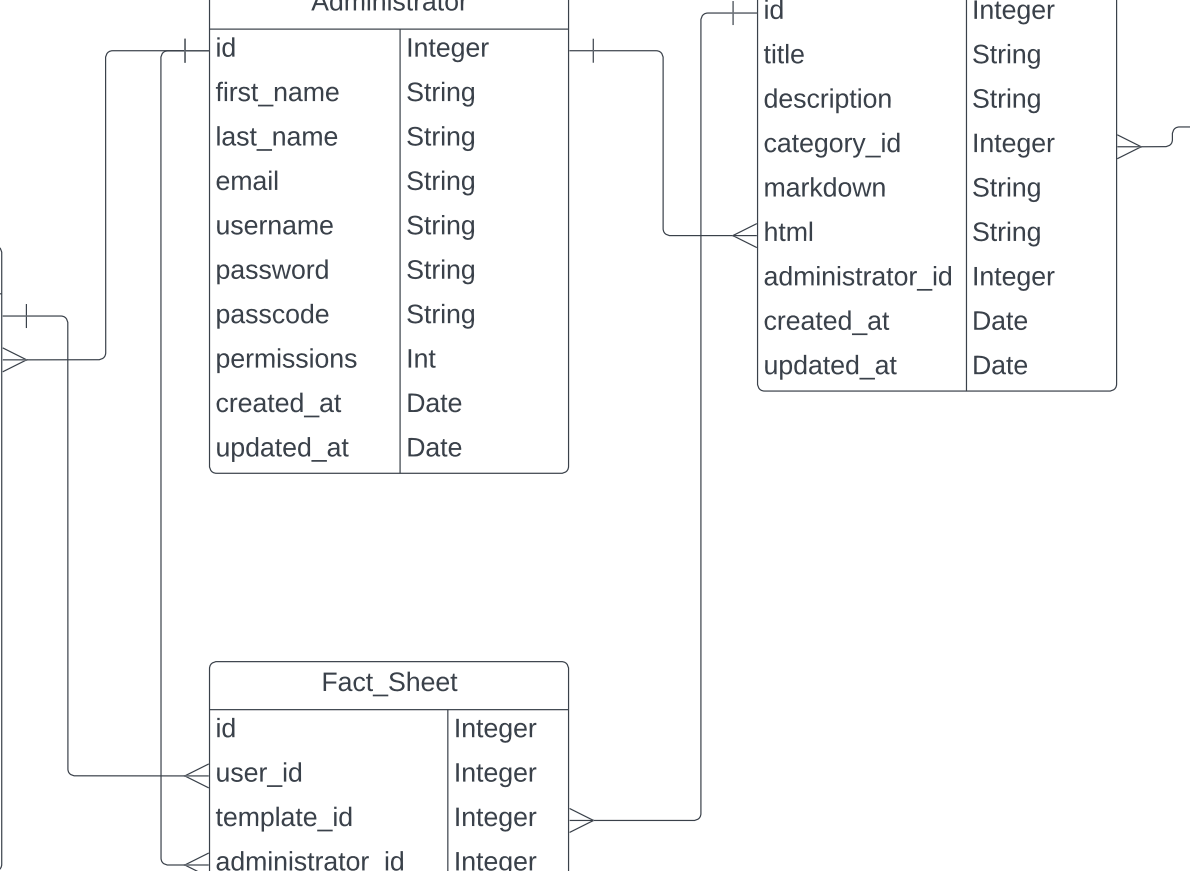 Administrator
id Integer
first_name String
last_name String
email String
username String
password String
passcode String
permissions Int
created_at Date
updated_at Date
id Integer
title String
description String
category_id Integer
markdown String
html String
administrator_id Integer
created_at Date
updated_at Date
Fact_Sheet
id Integer
user_id Integer
template_id Integer
administrator_id Integer